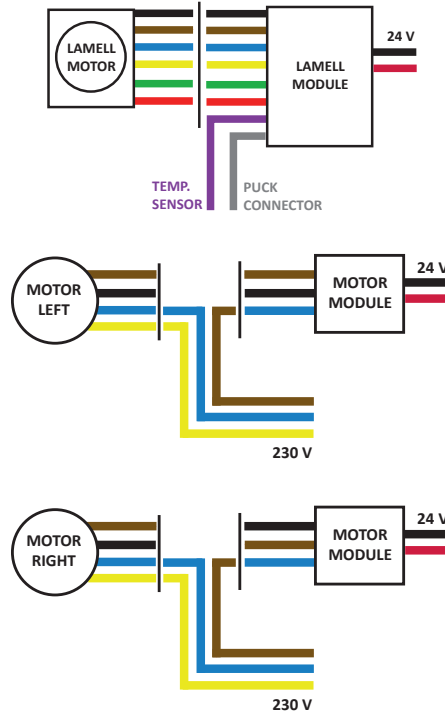 LAMELL
MOTOR
24 V
LAMELL
MODULE
TEMP.
SENSOR
PUCK
CONNECTOR
MOTOR
LEFT
MOTOR
MODULE
24 V
230 V
MOTOR
RIGHT
MOTOR
MODULE
24 V
230 V